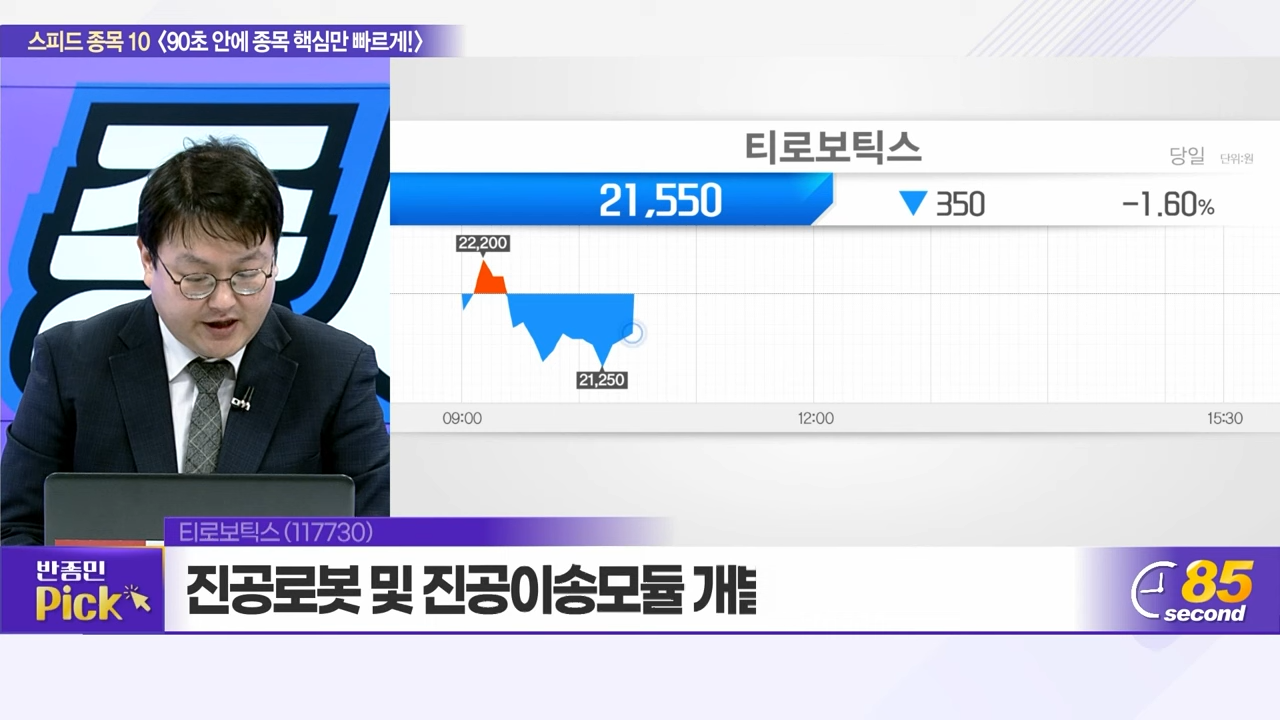 스피드 종목 10 〈90초 안에 종목 핵심만 빠르게!〉
티로보틱스
당일 단위:원
21,550 ▼350 -1.60%
22,200
21,250
09:00 12:00 15:30
티로보틱스(117730)
반종민
Pick
진공로봇 및 진공이송모듈
85
second